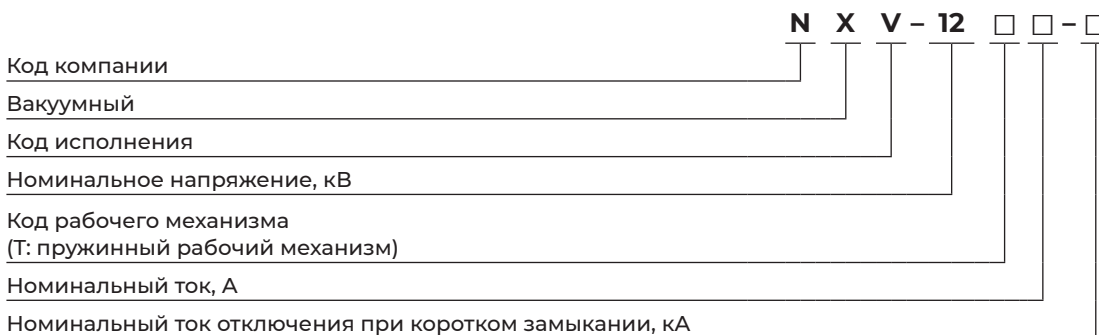 N X V – 12 □ □ – □
Код компании
Вакуумный
Код исполнения
Номинальное напряжение, кВ
Код рабочего механизма
(Т: пружинный рабочий механизм)
Номинальный ток, А
Номинальный ток отключения при коротком замыкании, кА